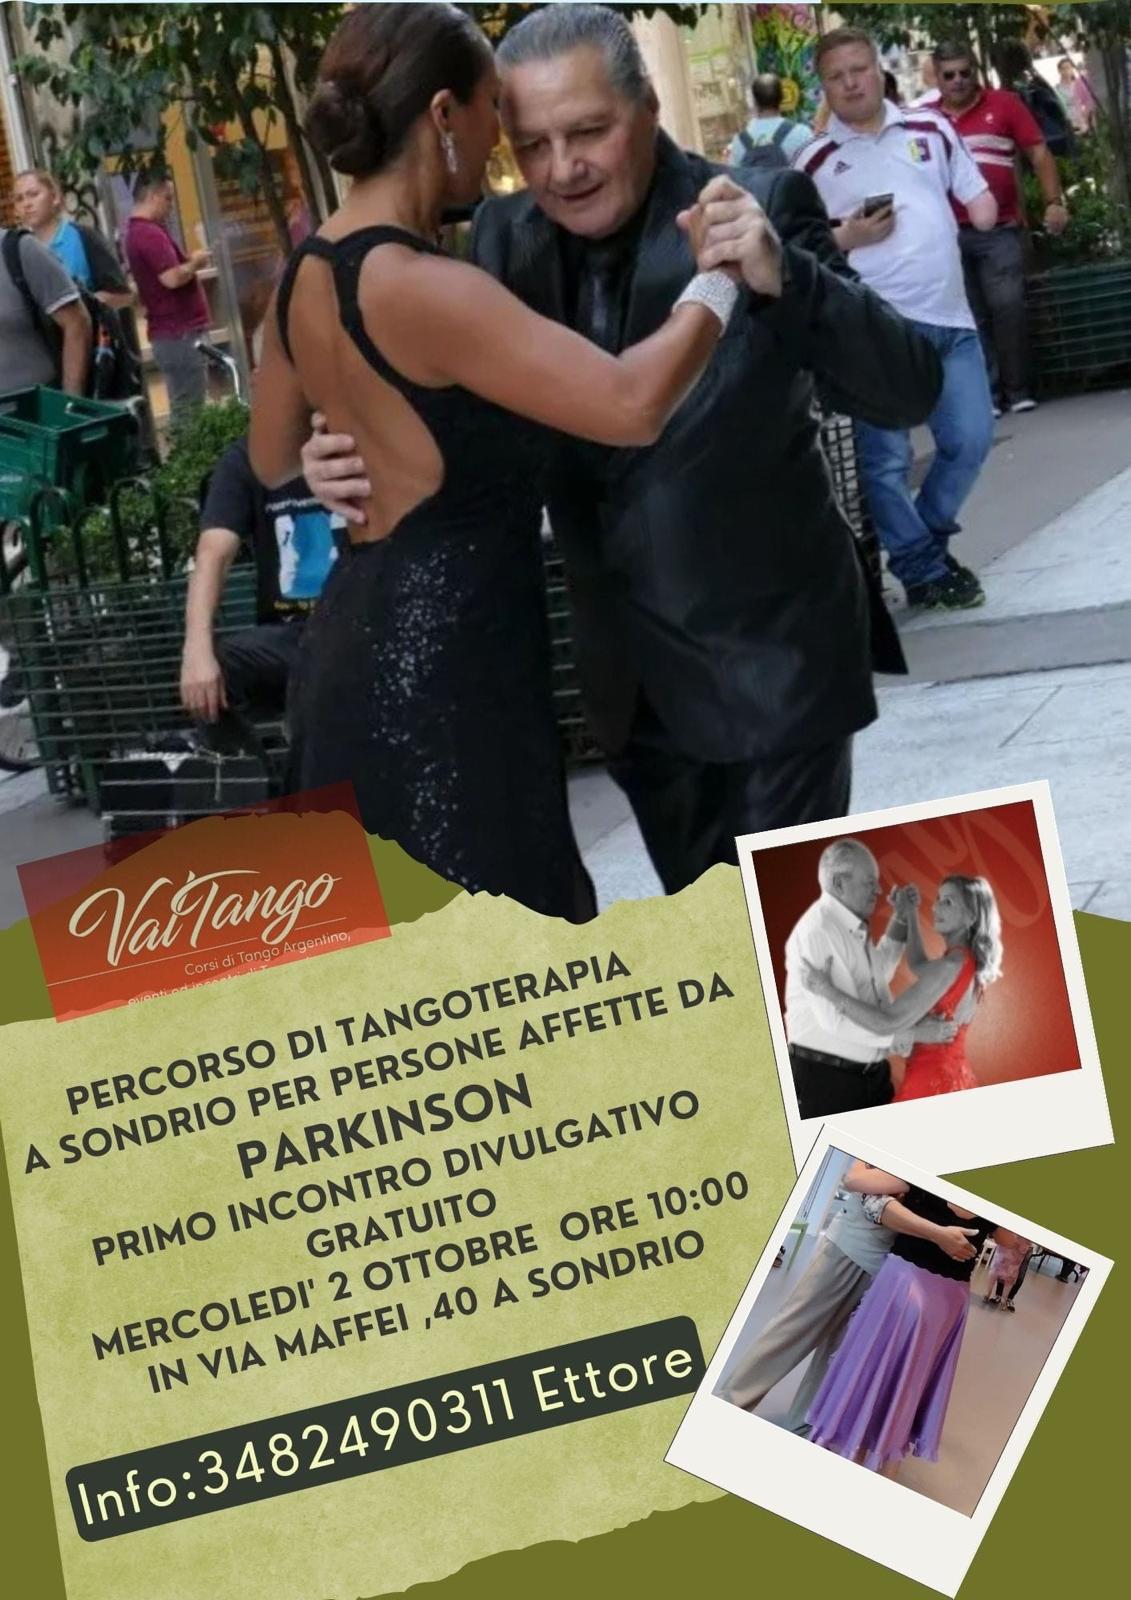 VaiTango
Corsi di Tango Argentino,
PERCORSO DI TANGOTERAPIA
A SONDRIO PER PERSONE AFFETTE DA
PARKINSON
PRIMO INCONTRO DIVULGATIVO
GRATUITO
MERCOLEDI' 2 OTTOBRE ORE 10:00
IN VIA MAFFEI ,40 A SONDRIO
Info:3482490311 Ettore